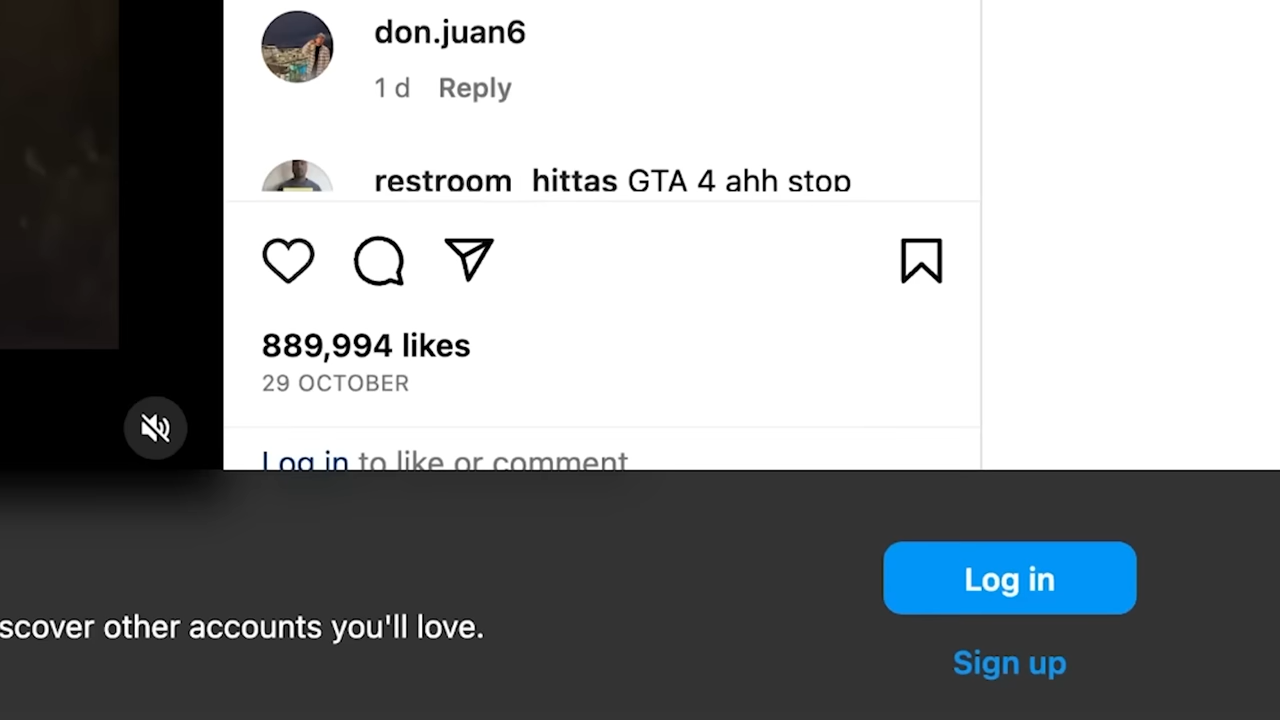 don.juan6
1 d Reply
restroom_hittas GTA 4 ahh stop
889,994 likes
29 OCTOBER
Log in to like or comment
Log in
scover other accounts you'll love.
Sign up